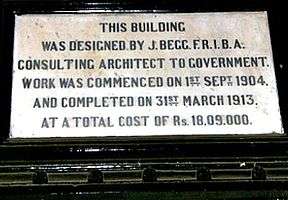 THIS BUILDING
WAS DESIGNED BY J. BEGG. F.R.I.B.A.
CONSULTING ARCHITECT TO GOVERNMENT.
WORK WAS COMMENCED ON 1ST SEPT 1904.
AND COMPLETED ON 31ST MARCH 1913.
AT A TOTAL COST OF Rs. 18,09,000.